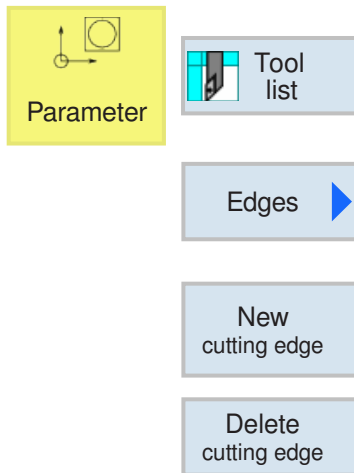 Parameter
Tool
list
Edges
New
cutting edge
Delete
cutting edge